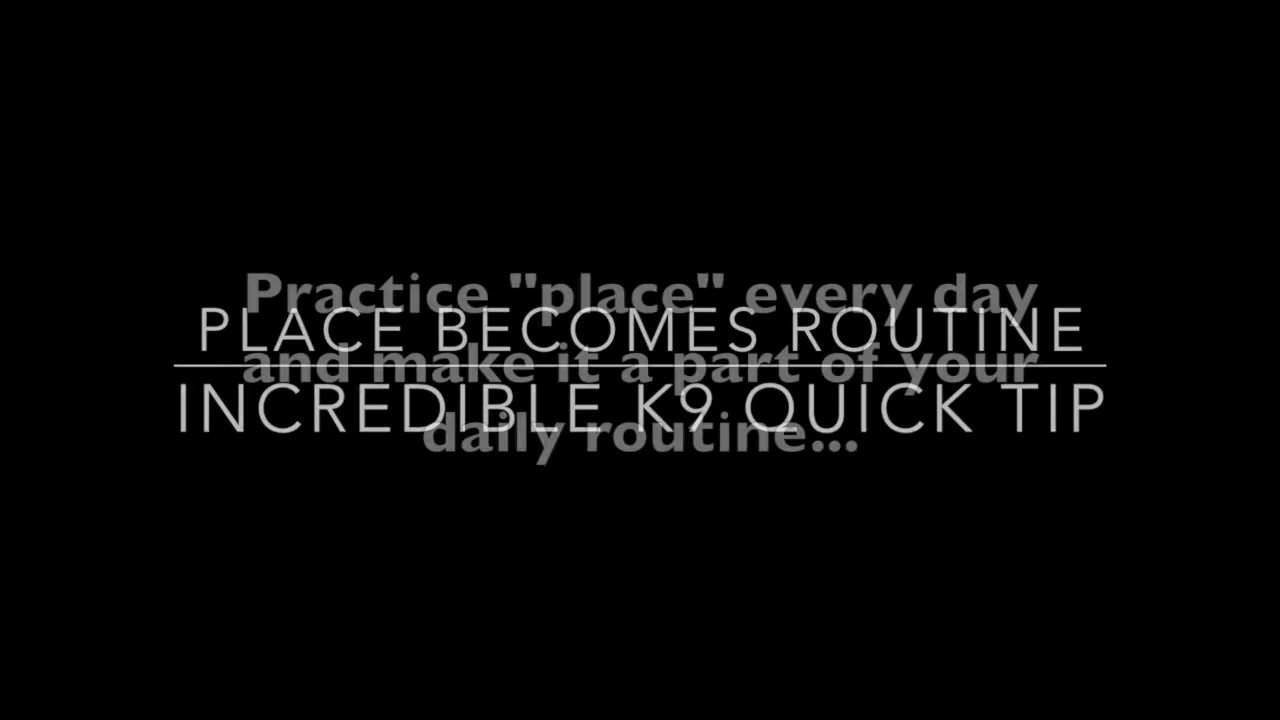 PLACE BECOMES ROUTINE
INCREDIBLE K9 QUICK TIP
Practice "place" every day
and make it a part of your
daily routine...